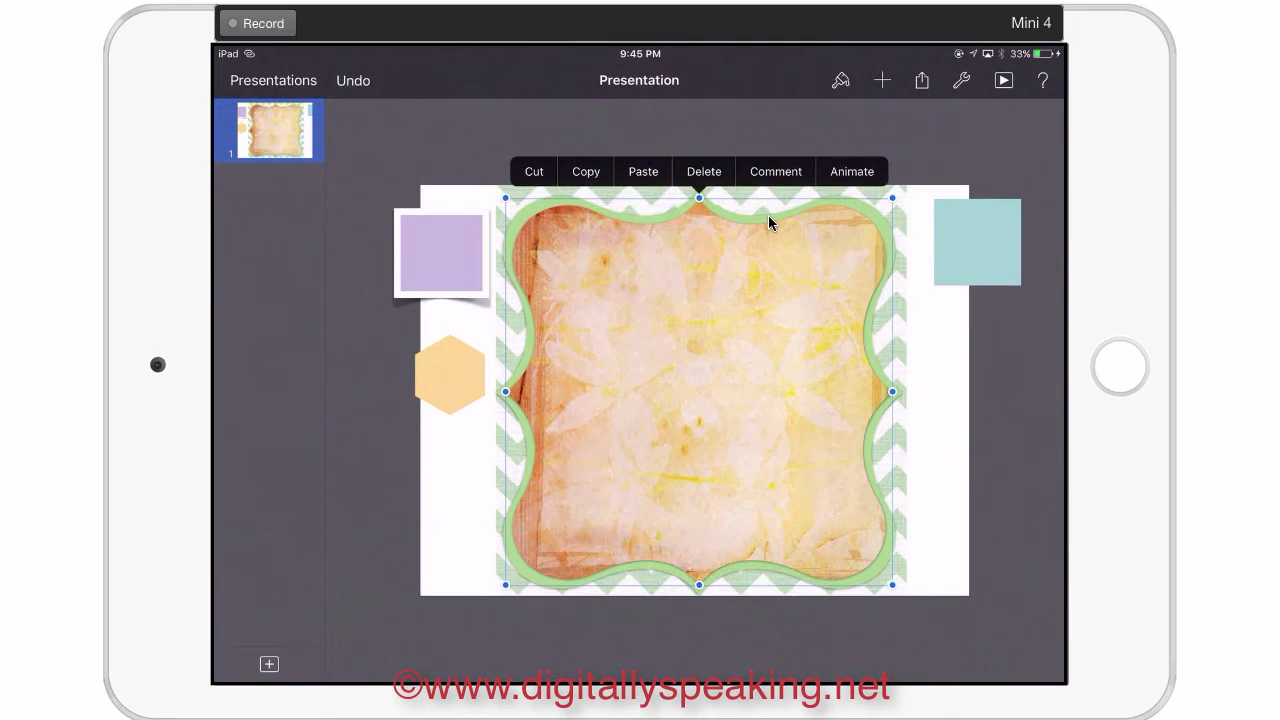 Record
Mini 4
iPad
9:45 PM
33%
Presentations Undo
Presentation
?
1
Cut Copy Paste Delete Comment Animate
©www.digitallyspeaking.net